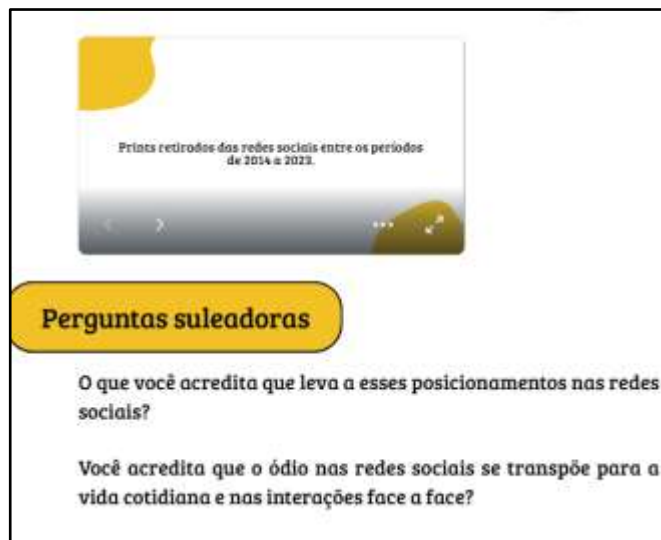 Prints retirados das redes sociais entre os períodos
de 2014 a 2023.
Perguntas suleadoras
O que você acredita que leva a esses posicionamentos nas redes
sociais?
Você acredita que o ódio nas redes sociais se transpõe para a
vida cotidiana e nas interações face a face?